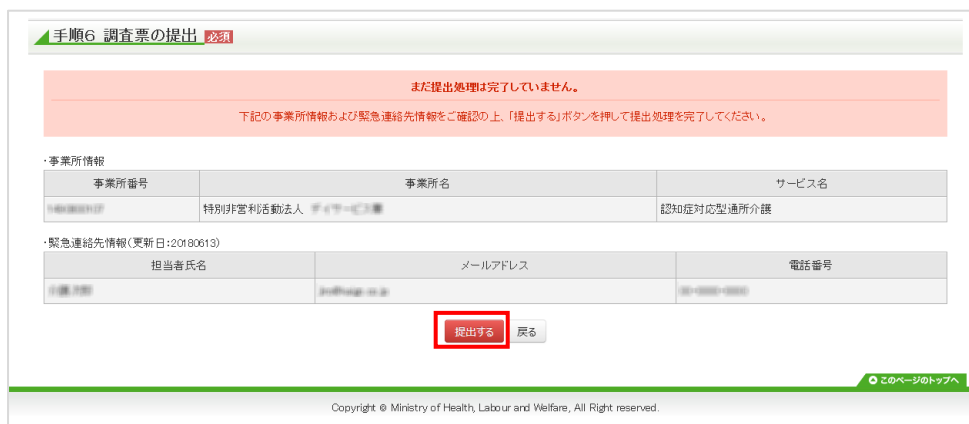 手順6 調査票の提出 必須
まだ提出処理は完了していません。
下記の事業所情報および緊急連絡先情報をご確認の上、「提出する」ボタンを押して提出処理を完了してください。
・事業所情報
事業所番号 事業所名 サービス名
特別非営利活動法人 認知症対応型通所介護
・緊急連絡先情報(更新日:20180613)
担当者氏名 メールアドレス 電話番号
提出する 戻る
このページのトップへ
Copyright © Ministry of Health, Labour and Welfare, All Right reserved.